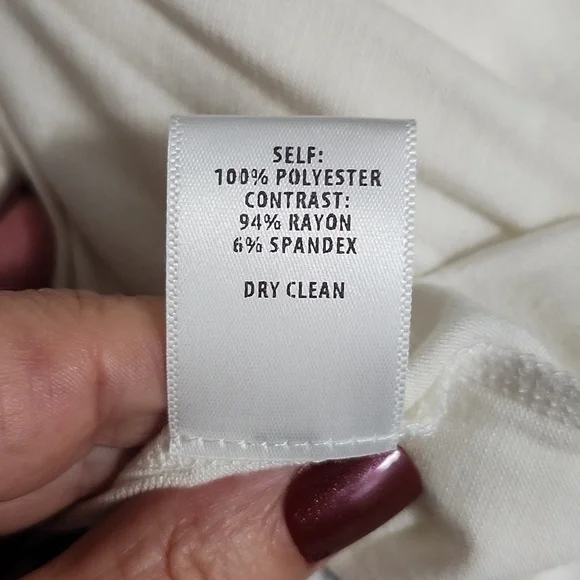 SELF:
100% POLYESTER
CONTRAST:
94% RAYON
6% SPANDEX
DRY CLEAN